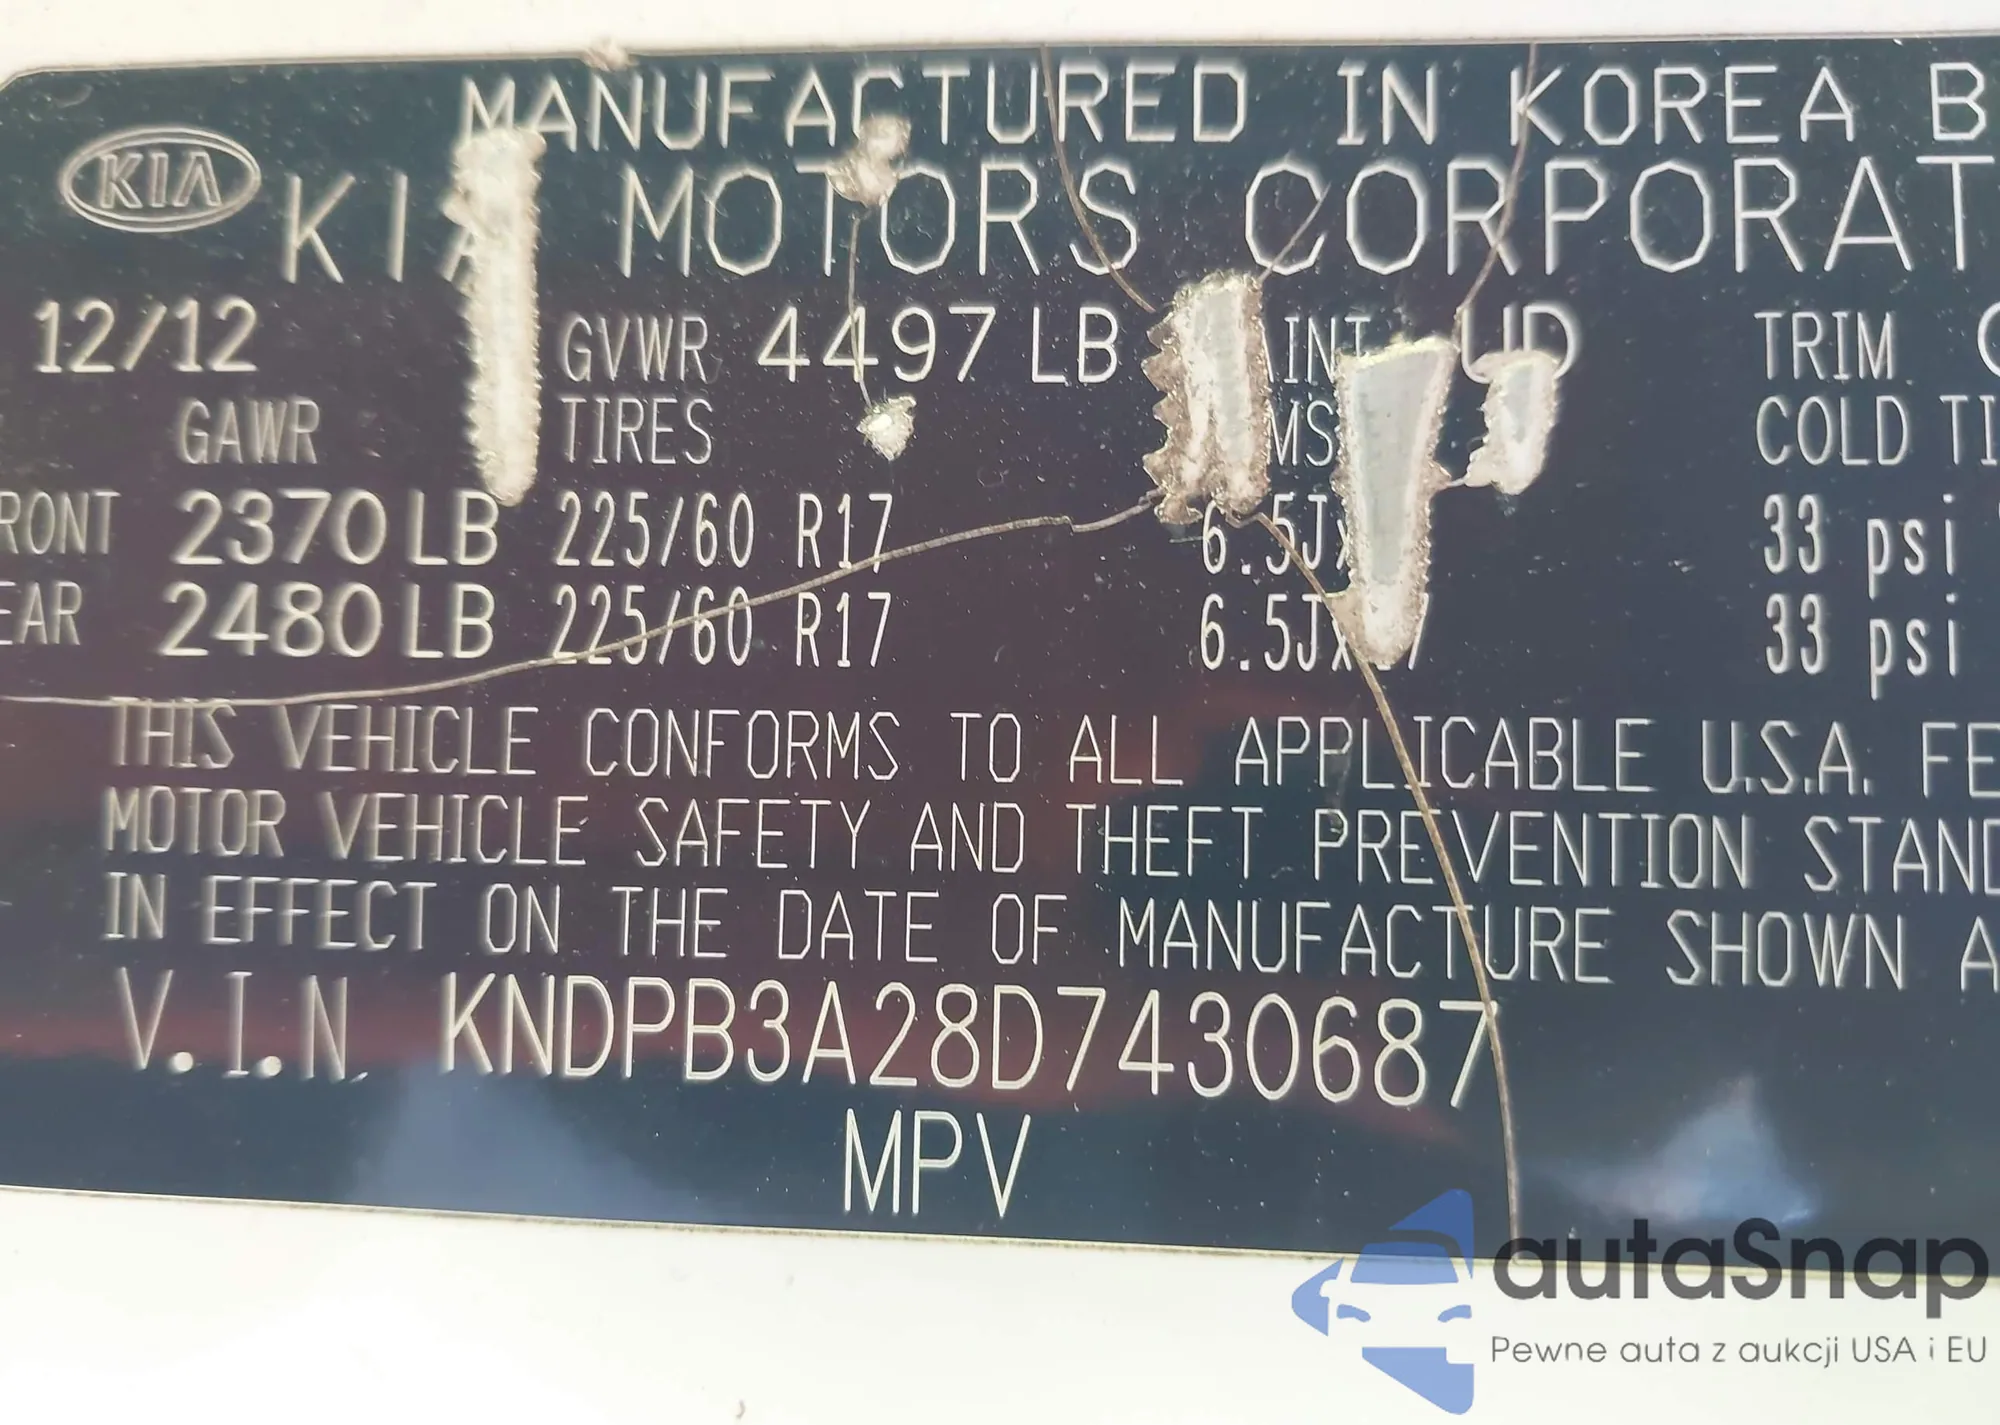 MANUFACTURED IN KOREA B
KIA KIA MOTORS CORPORAT
12/12 GVWR 4497 LB UD TRIM
GAWR TIRES COLD TI
RONT 2370 LB 225/60 R17 33 psi
EAR 2480 LB 225/60 R17 33 psi
THIS VEHICLE CONFORMS TO ALL APPLICABLE U.S.A. FE
MOTOR VEHICLE SAFETY AND THEFT PREVENTION STAND
IN EFFECT ON THE DATE OF MANUFACTURE SHOWN A
V.I.N. KNDPB3A28D7430687
MPV
autaSnap
Pewne auta z aukcji USA i EU